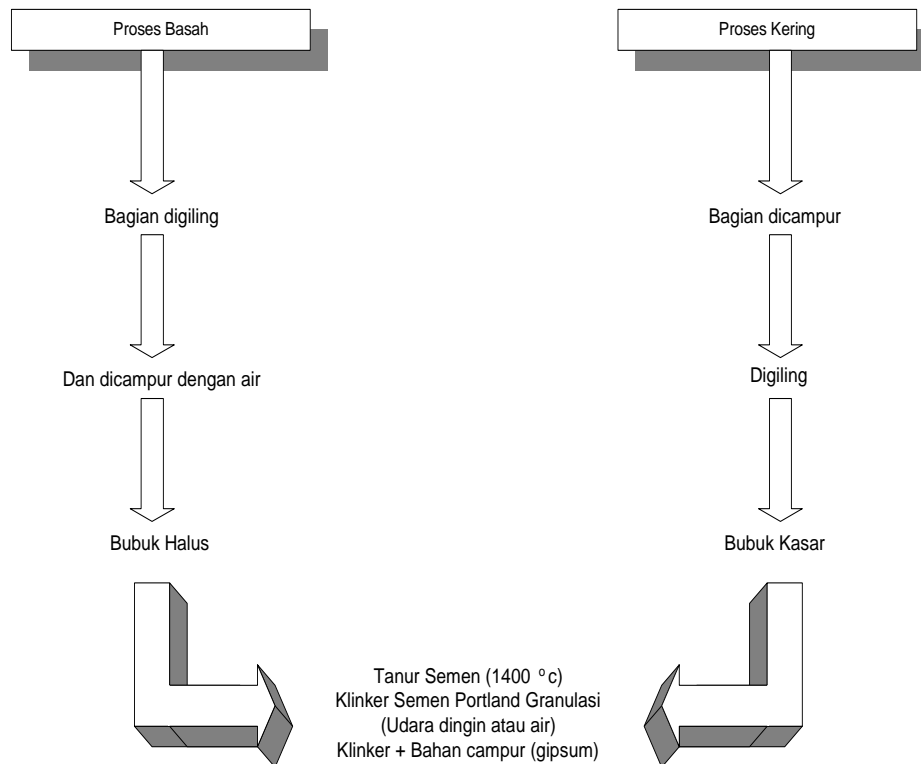 Proses Basah
Bagian digiling
Dan dicampur dengan air
Bubuk Halus
Proses Kering
Bagian dicampur
Digiling
Bubuk Kasar
Tanur Semen (1400 °c)
Klinker Semen Portland Granulasi
(Udara dingin atau air)
Klinker + Bahan campur (gipsum)